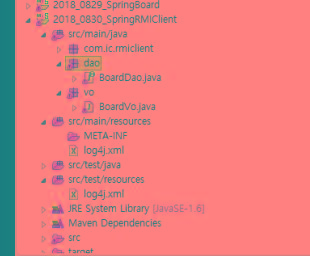 2018_0829_SpringBoard
2018_0830_SpringRMIClient
src/main/java
com.ic.rmiclient
dao
BoardDao.java
vo
BoardVo.java
src/main/resources
META-INF
log4j.xml
src/test/java
src/test/resources
log4j.xml
JRE System Library [JavaSE-1.6]
Maven Dependencies
src
target